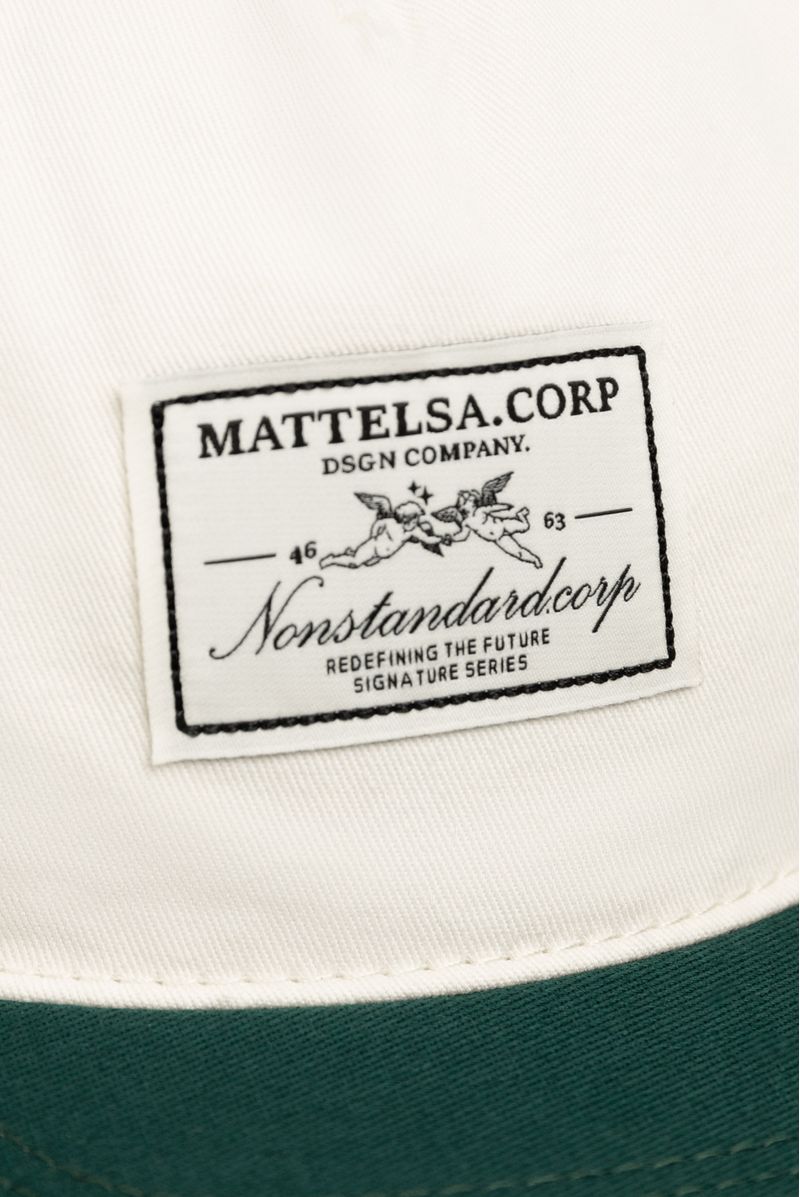 MATTELSA.CORP
DSGN COMPANY.
46 63
Nonstandard.corp
REDEFINING THE FUTURE
SIGNATURE SERIES